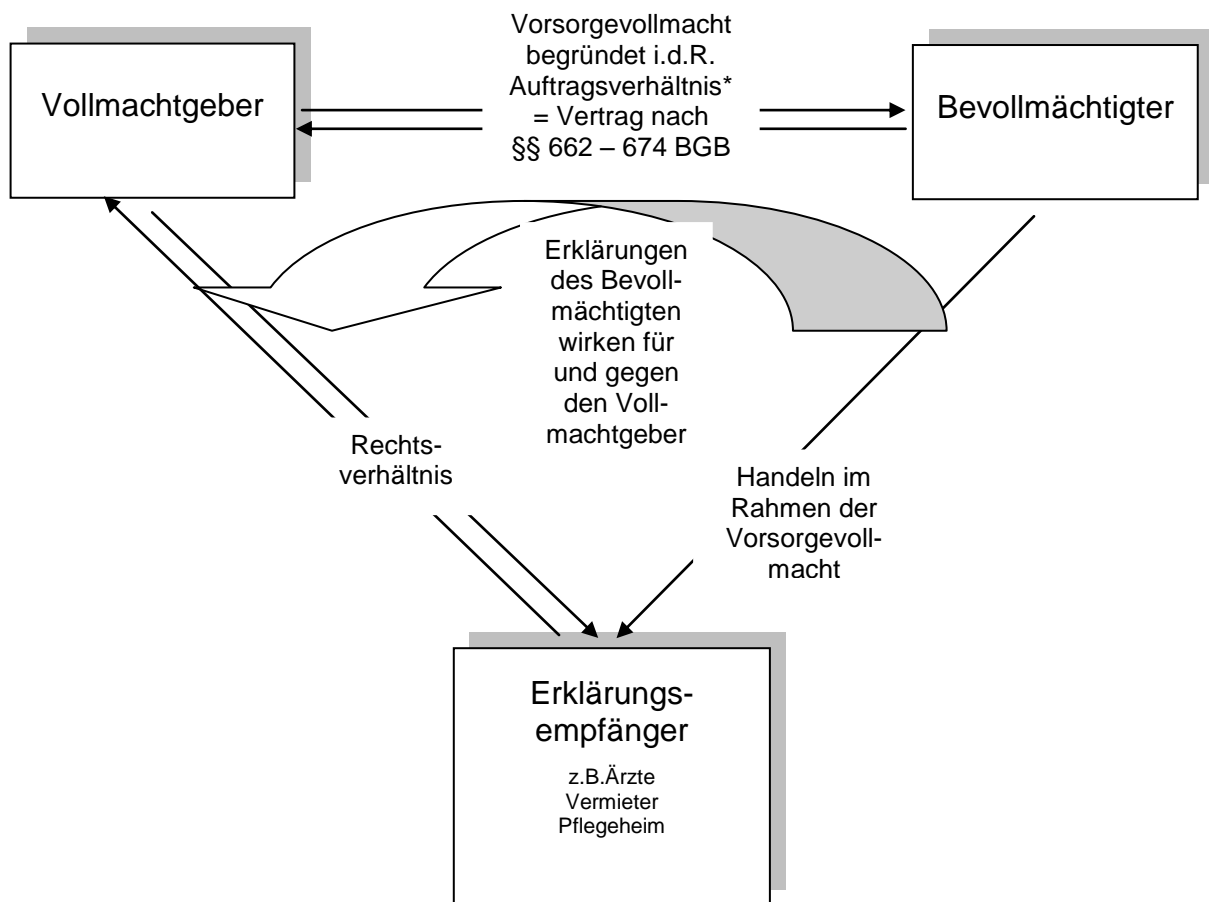 Vorsorgevollmacht
begründet i.d.R.
Auftragsverhältnis*
= Vertrag nach
§§ 662 – 674 BGB
Vollmachtgeber
Bevollmächtigter
Erklärungen
des Bevoll-
mächtigten
wirken für
und gegen
den Voll-
machtgeber
Rechts-
verhältnis
Handeln im
Rahmen der
Vorsorgevoll-
macht
Erklärungs-
empfänger
z.B.Ärzte
Vermieter
Pflegeheim